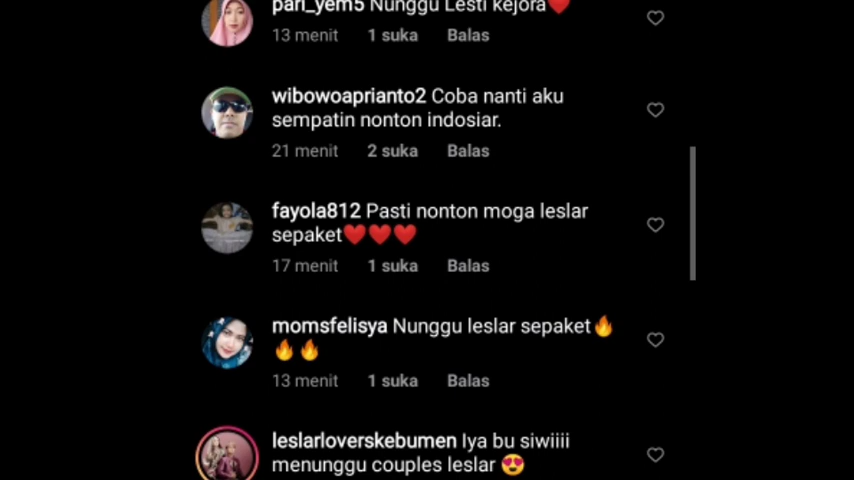 pari_yem5 Nunggu Lesti kejora❤️
13 menit 1 suka Balas
wibowoaprianto2 Coba nanti aku
sempatin nonton indosiar.
21 menit 2 suka Balas
fayola812 Pasti nonton moga leslar
sepaket❤️❤️❤️
17 menit 1 suka Balas
momsfelisya Nunggu leslar sepaket🔥
🔥🔥
13 menit 1 suka Balas
leslarloverskebumen Iya bu siwiiii
menunggu couples leslar 😍